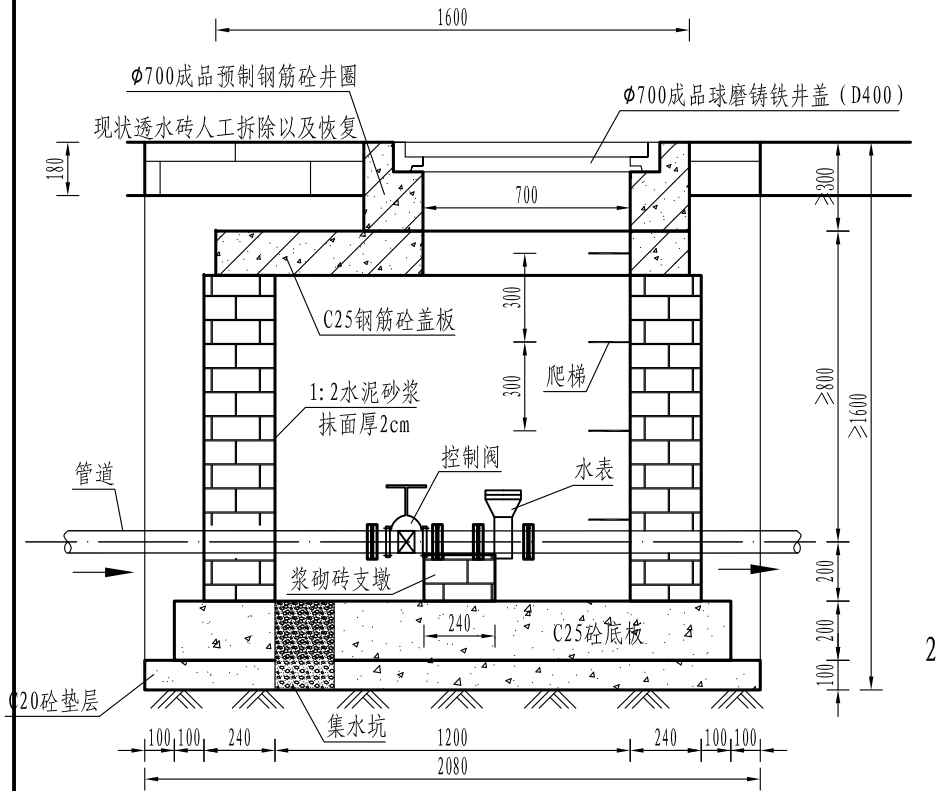 1600
φ700成品预制钢筋砼井圈
φ700成品球磨铸铁井盖（D400）
现状透水砖人工拆除以及恢复
180
700
≥300
300
C25钢筋砼盖板
300
爬梯
≥800
≥1600
1:2水泥砂浆
抹面厚2cm
控制阀
水表
管道
浆砌砖支墩
200
240
C25砼底板
200
2
100
C20砼垫层
集水坑
100 100 240 1200 240 100 100
2080